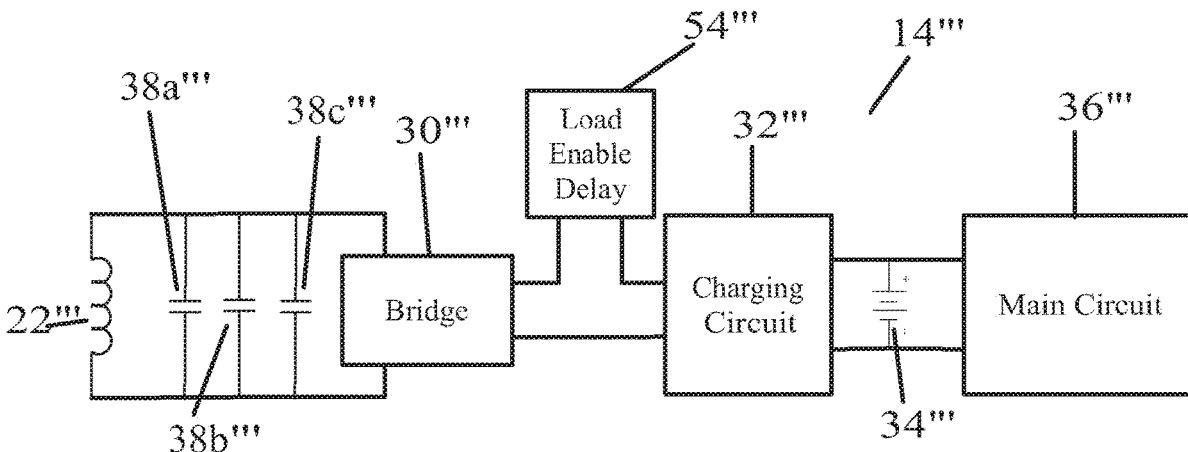 54'''
14'''
38a'''
38c'''
30'''
32'''
36'''
Load
Enable
Delay
22'''
Bridge
Charging
Circuit
+
-
Main Circuit
38b'''
34'''